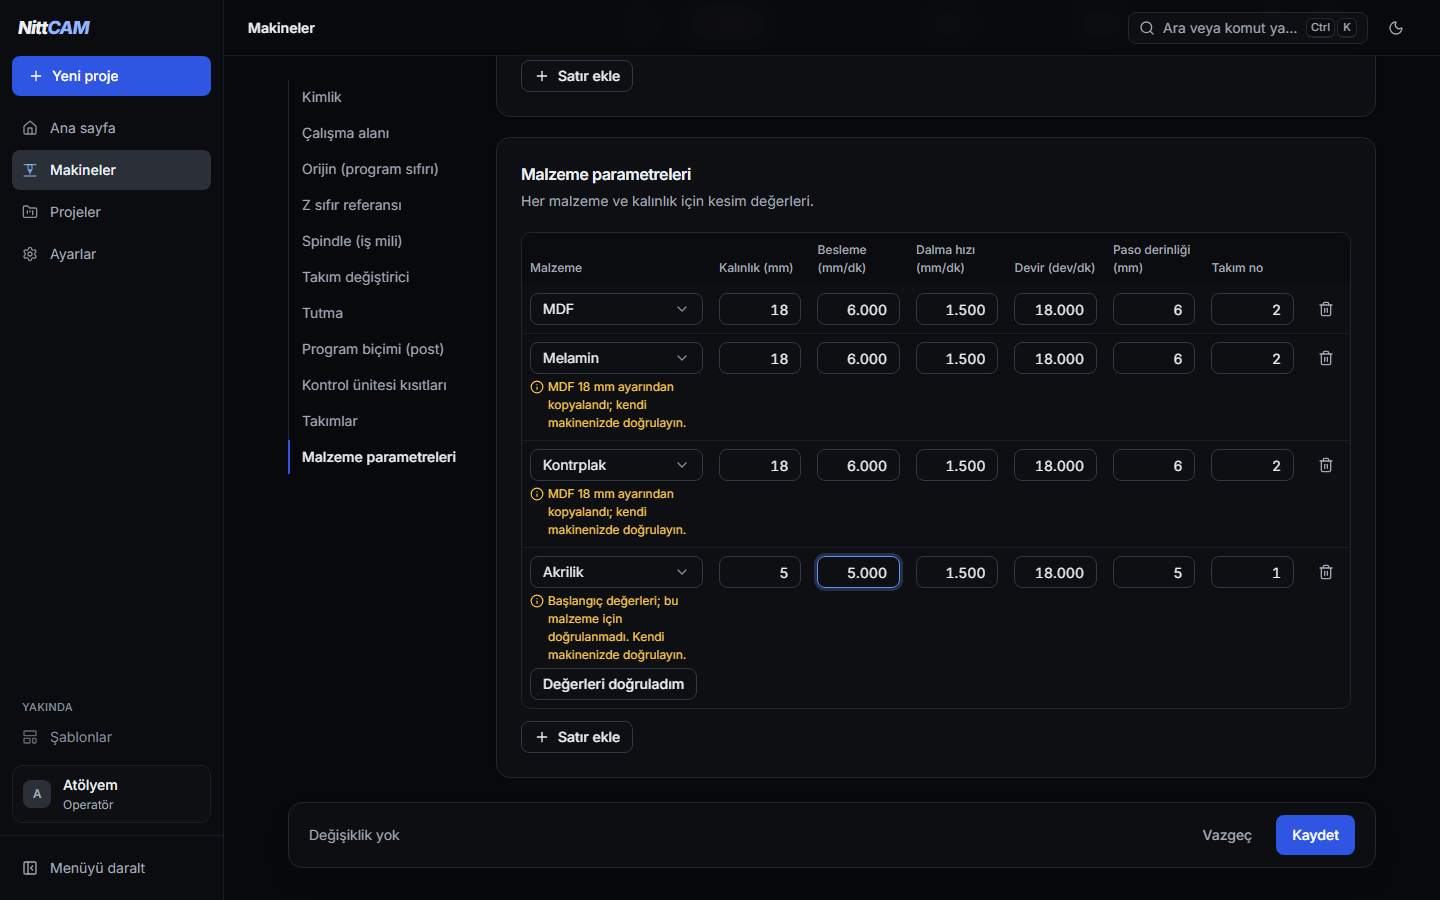 NittCAM
Makineler
Ara veya komut ya...
Ctrl
K
Yeni proje
Ana sayfa
Makineler
Projeler
Ayarlar
YAKINDA
Şablonlar
A
Atölyem
Operatör
Menüyü daralt
Kimlik
Çalışma alanı
Orijin (program sıfırı)
Z sıfır referansı
Spindle (iş mili)
Takım değiştirici
Tutma
Program biçimi (post)
Kontrol ünitesi kısıtları
Takımlar
Malzeme parametreleri
Satır ekle
Malzeme parametreleri
Her malzeme ve kalınlık için kesim değerleri.
Malzeme
Kalınlık (mm)
Besleme
(mm/dk)
Dalma hızı
(mm/dk)
Devir (dev/dk)
Paso derinliği
(mm)
Takım no
MDF 18 6.000 1.500 18.000 6 2
Melamin 18 6.000 1.500 18.000 6 2
MDF 18 mm ayarından
kopyalandı; kendi
makinenizde doğrulayın.
Kontrplak 18 6.000 1.500 18.000 6 2
MDF 18 mm ayarından
kopyalandı; kendi
makinenizde doğrulayın.
Akrilik 5 5.000 1.500 18.000 5 1
Başlangıç değerleri; bu
malzeme için
doğrulanmadı. Kendi
makinenizde doğrulayın.
Değerleri doğruladım
Satır ekle
Değişiklik yok
Vazgeç
Kaydet